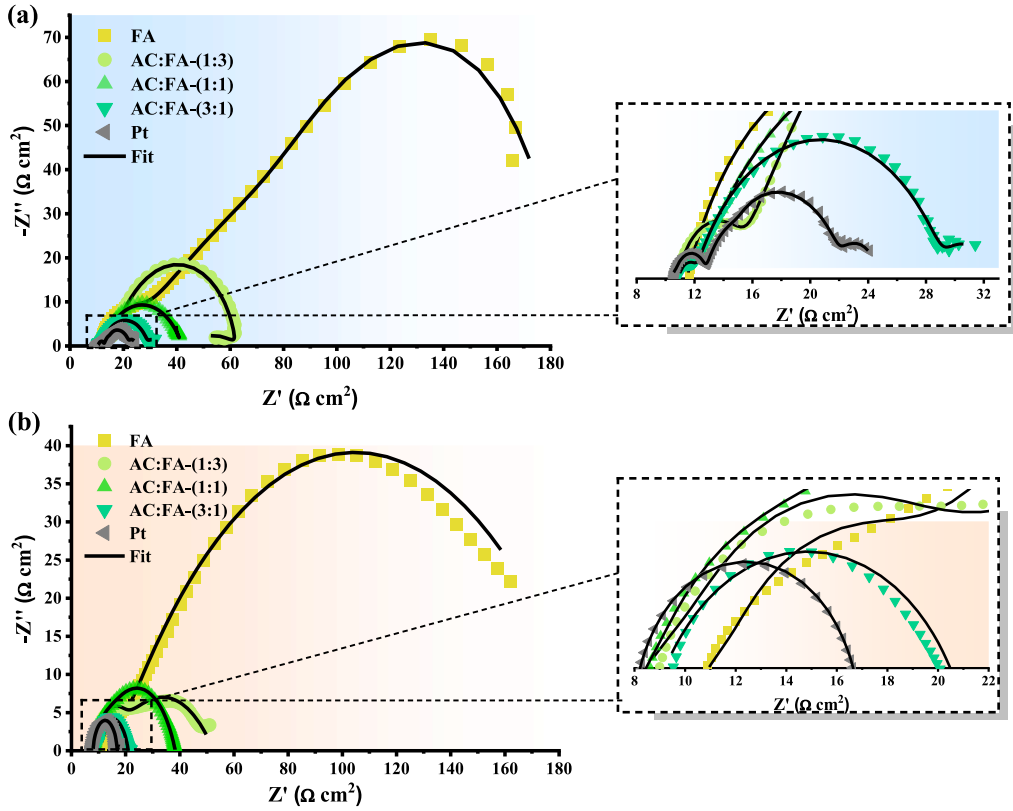 (a)
70
60
50
40
30
20
10
0
-Z'' (Ω cm²)
FA
AC:FA-(1:3)
AC:FA-(1:1)
AC:FA-(3:1)
Pt
Fit
0 20 40 60 80 100 120 140 160 180
Z' (Ω cm²)
8 12 16 20 24 28 32
Z' (Ω cm²)
(b)
40
35
30
25
20
15
10
5
0
-Z'' (Ω cm²)
FA
AC:FA-(1:3)
AC:FA-(1:1)
AC:FA-(3:1)
Pt
Fit
0 20 40 60 80 100 120 140 160 180
Z' (Ω cm²)
8 10 12 14 16 18 20 22
Z' (Ω cm²)